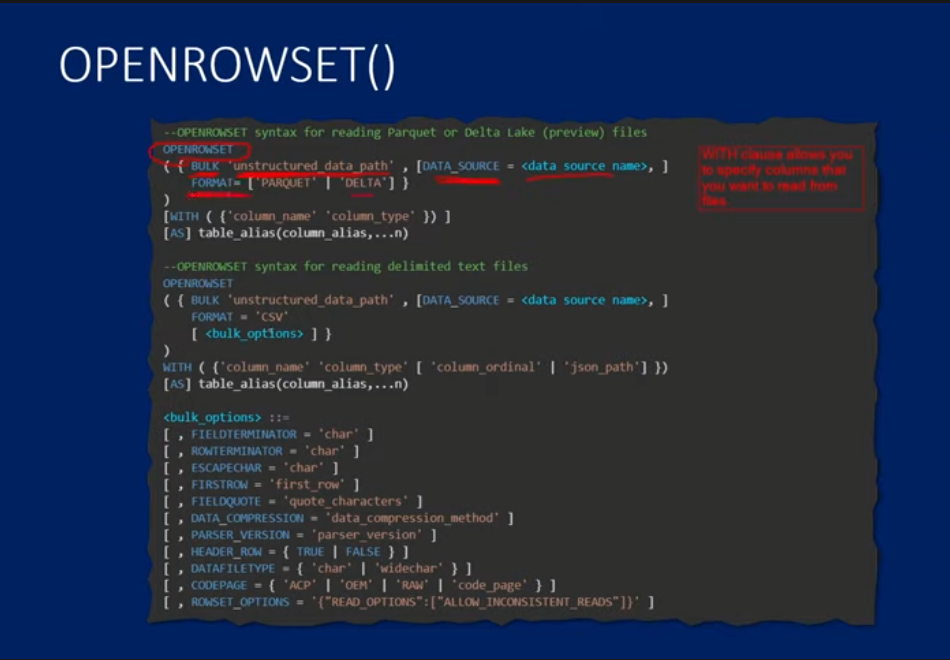 OPENROWSET()
--OPENROWSET syntax for reading Parquet or Delta Lake (preview) files
OPENROWSET
( { BULK 'unstructured_data_path' , [DATA_SOURCE = <data source name>, ]
FORMAT= ['PARQUET' | 'DELTA'] }
)
[WITH ( {'column_name' 'column_type' }) ]
[AS] table_alias(column_alias,...n)
WITH clause allows you
to specify columns that
you want to read from
files.
--OPENROWSET syntax for reading delimited text files
OPENROWSET
( { BULK 'unstructured_data_path' , [DATA_SOURCE = <data source name>, ]
FORMAT = 'CSV'
[ <bulk_options> ] }
)
WITH ( {'column_name' 'column_type' [ 'column_ordinal' | 'json_path'] })
[AS] table_alias(column_alias,...n)
<bulk_options> ::=
[ , FIELDTERMINATOR = 'char' ]
[ , ROWTERMINATOR = 'char' ]
[ , ESCAPECHAR = 'char' ]
[ , FIRSTROW = 'first_row' ]
[ , FIELDQUOTE = 'quote_characters' ]
[ , DATA_COMPRESSION = 'data_compression_method' ]
[ , PARSER_VERSION = 'parser_version' ]
[ , HEADER_ROW = { TRUE | FALSE } ]
[ , DATAFILETYPE = { 'char' | 'widechar' } ]
[ , CODEPAGE = { 'ACP' | 'OEM' | 'RAW' | 'code_page' } ]
[ , ROWSET_OPTIONS = '{"READ_OPTIONS":["ALLOW_INCONSISTENT_READS"]}' ]